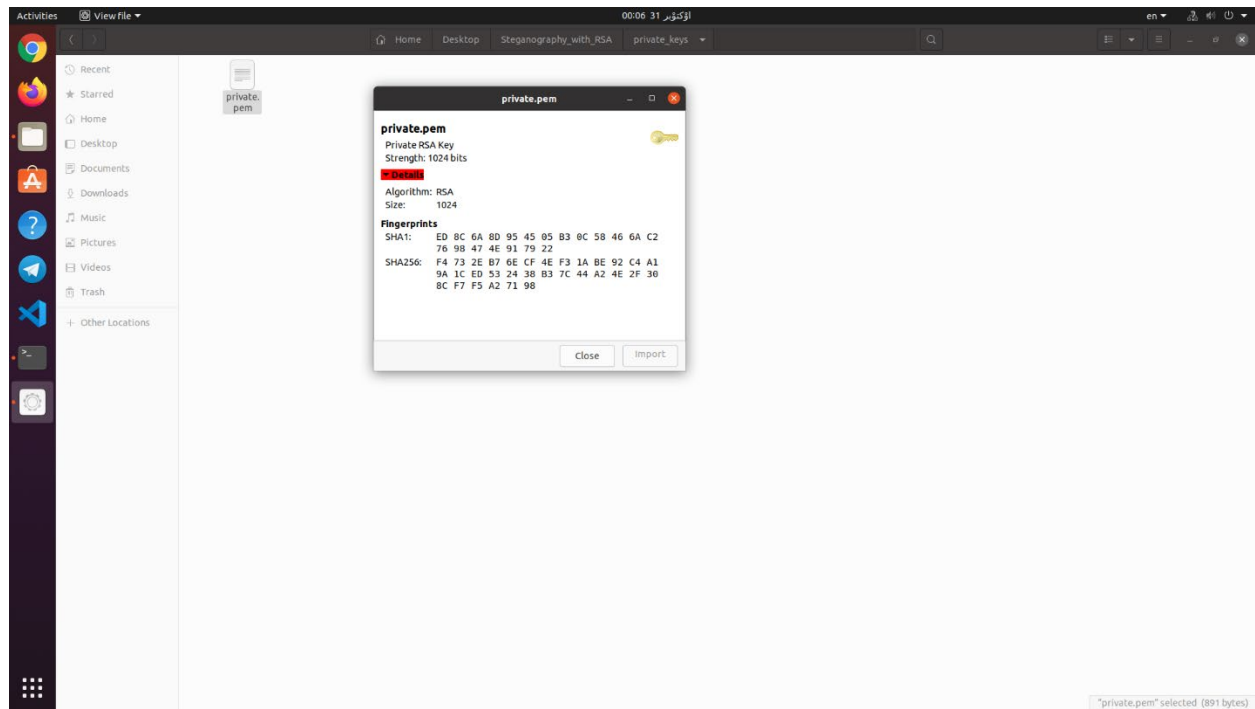 Activities View file en
00:06 31 اۆكتۆبر
Home Desktop Steganography_with_RSA private_keys
Recent
Starred
Home
Desktop
Documents
Downloads
Music
Pictures
Videos
Trash
+ Other Locations
private.
pem
private.pem
private.pem
Private RSA Key
Strength: 1024 bits
Details
Algorithm: RSA
Size: 1024
Fingerprints
SHA1: ED 8C 6A 8D 95 45 05 B3 0C 58 46 6A C2
76 98 47 4E 91 79 22
SHA256: F4 73 2E B7 6E CF 4E F3 1A BE 92 C4 A1
9A 1C ED 53 24 38 B3 7C 44 A2 4E 2F 30
8C F7 F5 A2 71 98
Close Import
"private.pem" selected (891 bytes)